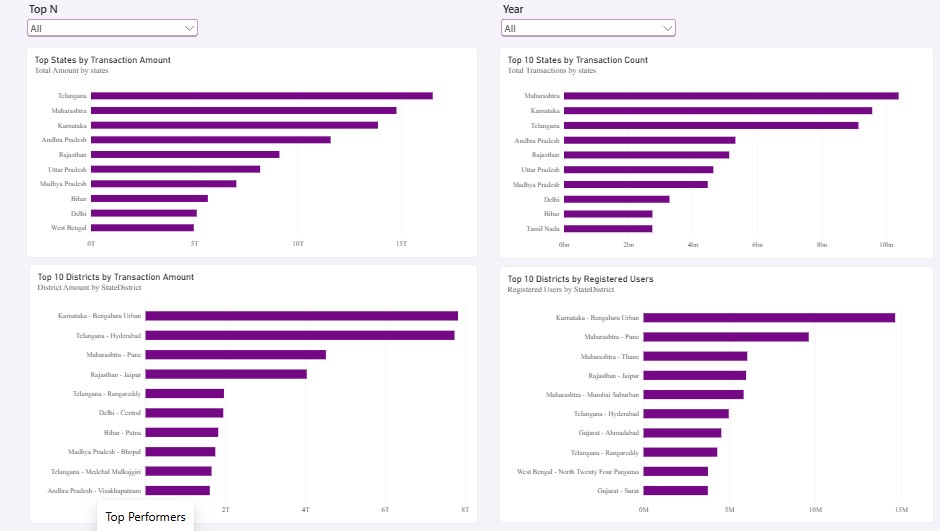 Top N
Year
All
All
Top States by Transaction Amount
Total Amount by states
Telangana
Maharashtra
Karnataka
Andhra Pradesh
Rajasthan
Uttar Pradesh
Madhya Pradesh
Bihar
Delhi
West Bengal
0T 5T 10T 15T
Top 10 States by Transaction Count
Total Transactions by states
Maharashtra
Karnataka
Telangana
Andhra Pradesh
Rajasthan
Uttar Pradesh
Madhya Pradesh
Delhi
Bihar
Tamil Nadu
0bn 2bn 4bn 6bn 8bn 10bn
Top 10 Districts by Transaction Amount
District Amount by StateDistrict
Karnataka - Bengaluru Urban
Telangana - Hyderabad
Maharashtra - Pune
Rajasthan - Jaipur
Telangana - Rangareddy
Delhi - Central
Bihar - Patna
Madhya Pradesh - Bhopal
Telangana - Medchal Malkajgiri
Andhra Pradesh - Visakhapatnam
2T 4T 6T 8T
Top Performers
Top 10 Districts by Registered Users
Registered Users by StateDistrict
Karnataka - Bengaluru Urban
Maharashtra - Pune
Maharashtra - Thane
Rajasthan - Jaipur
Maharashtra - Mumbai Suburban
Telangana - Hyderabad
Gujarat - Ahmadabad
Telangana - Rangareddy
West Bengal - North Twenty Four Parganas
Gujarat - Surat
0M 5M 10M 15M